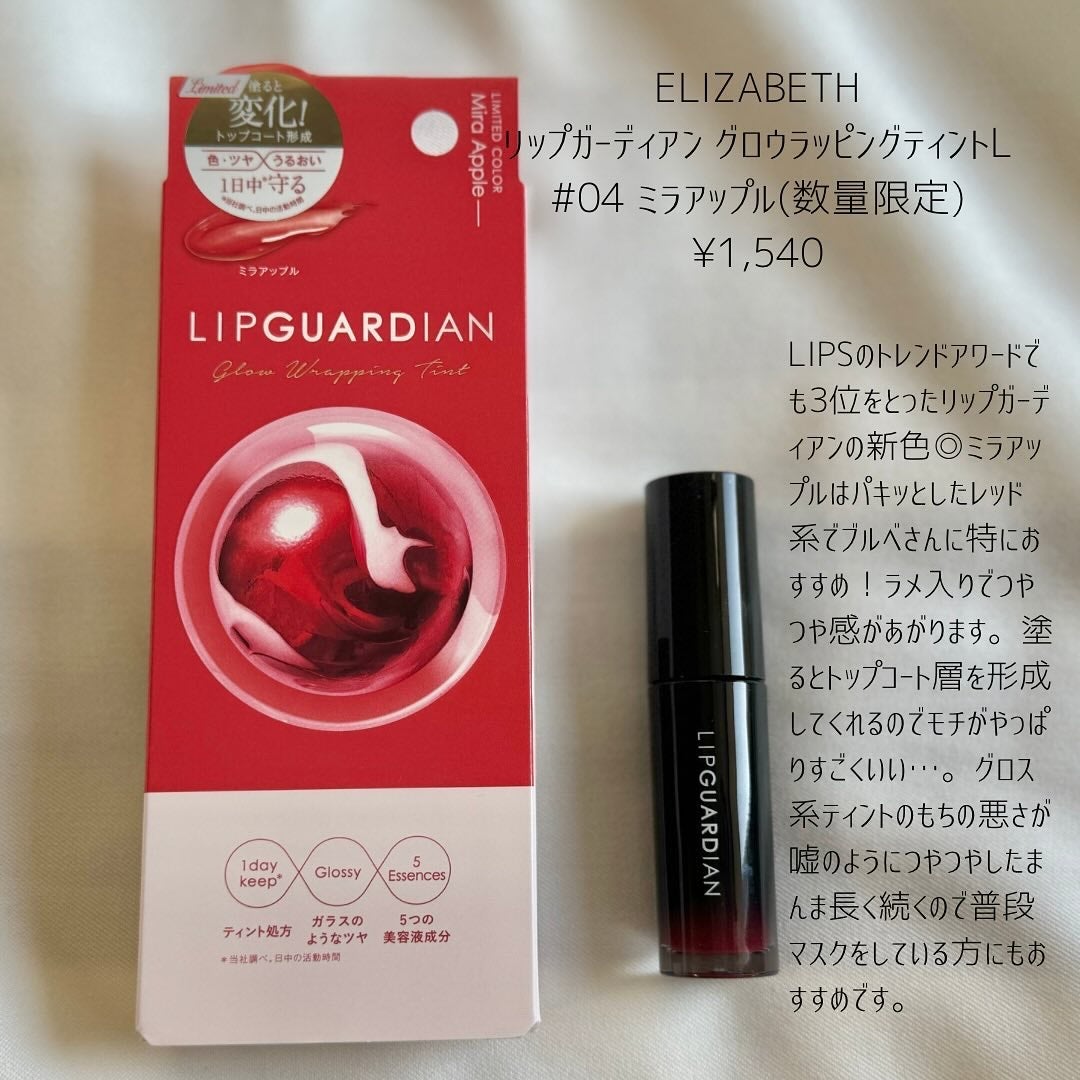 Limited
塗ると
変化!
トップコート形成
色・ツヤ×うるおい
1日中*守る
*当社調べ。日中の活動時間
ミラアップル
LIMITED COLOR
Mira Apple
LIPGUARDIAN
Glow Wrapping Tint
1day
keep*
Glossy
5
Essences
ティント処方
ガラスの
ようなツヤ
5つの
美容液成分
*当社調べ。日中の活動時間
LIPGUARDIAN
ELIZABETH
リップガーディアン グロウラッピングティントL
#04 ミラアップル(数量限定)
¥1,540
LIPSのトレンドアワードで
も3位をとったリップガーデ
ィアンの新色◎ミラアッ
プルはパキッとしたレッド
系でブルベさんに特にお
すすめ！ラメ入りでつや
つや感があがります。塗
るとトップコート層を形成
してくれるのでモチがやっぱ
りすごくいい…。グロス
系ティントのもちの悪さが
嘘のようにつやつやしたま
んま長く続くので普段
マスクをしている方にもお
すすめです。